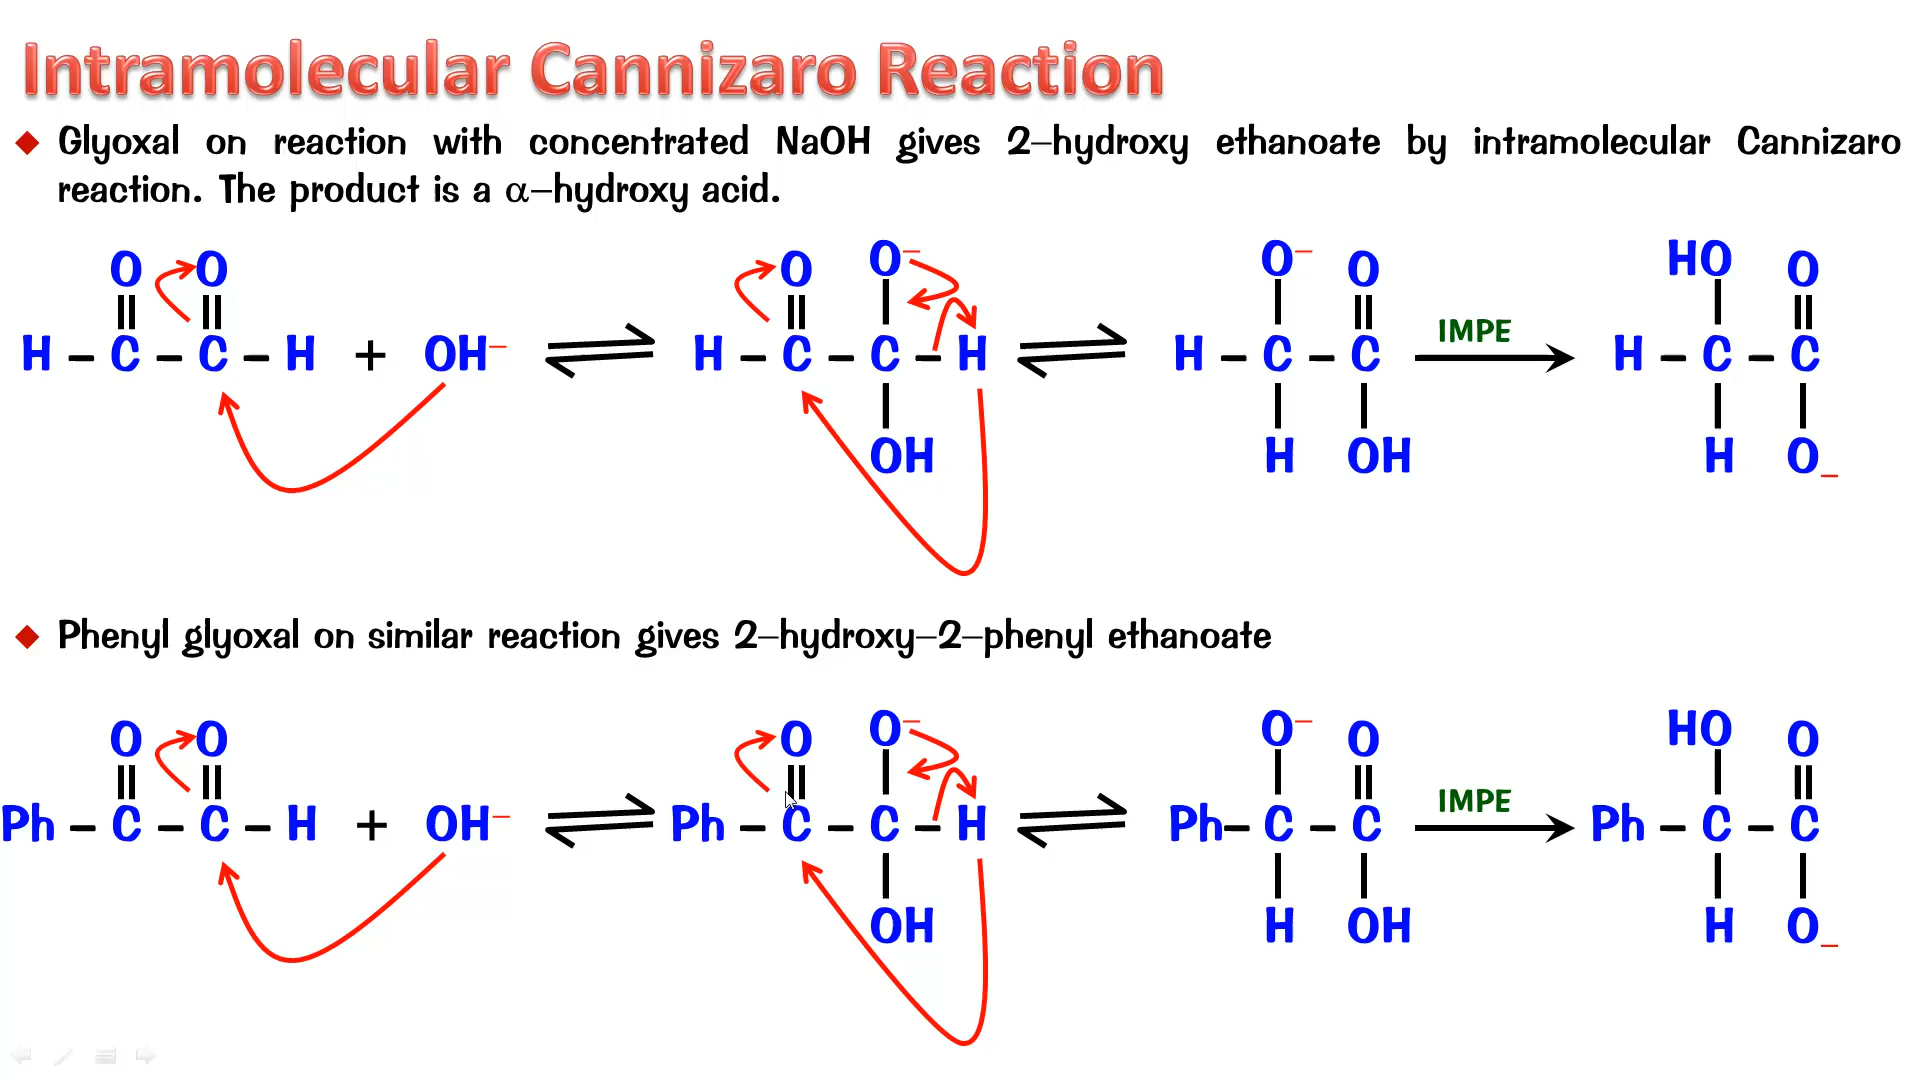 Intramolecular Cannizaro Reaction
Glyoxal on reaction with concentrated NaOH gives 2–hydroxy ethanoate by intramolecular Cannizaro
reaction. The product is a α–hydroxy acid.
O O O O– O– O HO O
H – C – C – H + OH– H – C – C – H H – C – C IMPE H – C – C
OH H OH H O–
Phenyl glyoxal on similar reaction gives 2–hydroxy–2–phenyl ethanoate
O O O O– O– O HO O
Ph – C – C – H + OH– Ph – C – C – H Ph– C – C IMPE Ph – C – C
OH H OH H O–